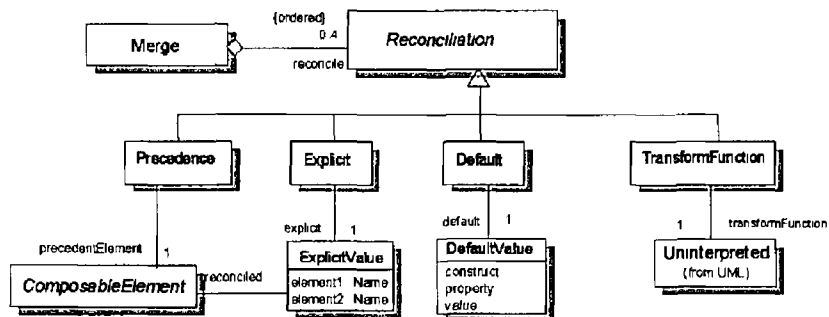 {ordered}
Merge
0..4
Reconciliation
reconcile
Precedence
Explicit
Default
TransformFunction
explicit
1
default
1
1
transformFunction
precedentElement
1
ExplicitValue
DefaultValue
Uninterpreted
(from UML)
ComposableElement
reconciled
element1 Name
element2 Name
construct
property
value